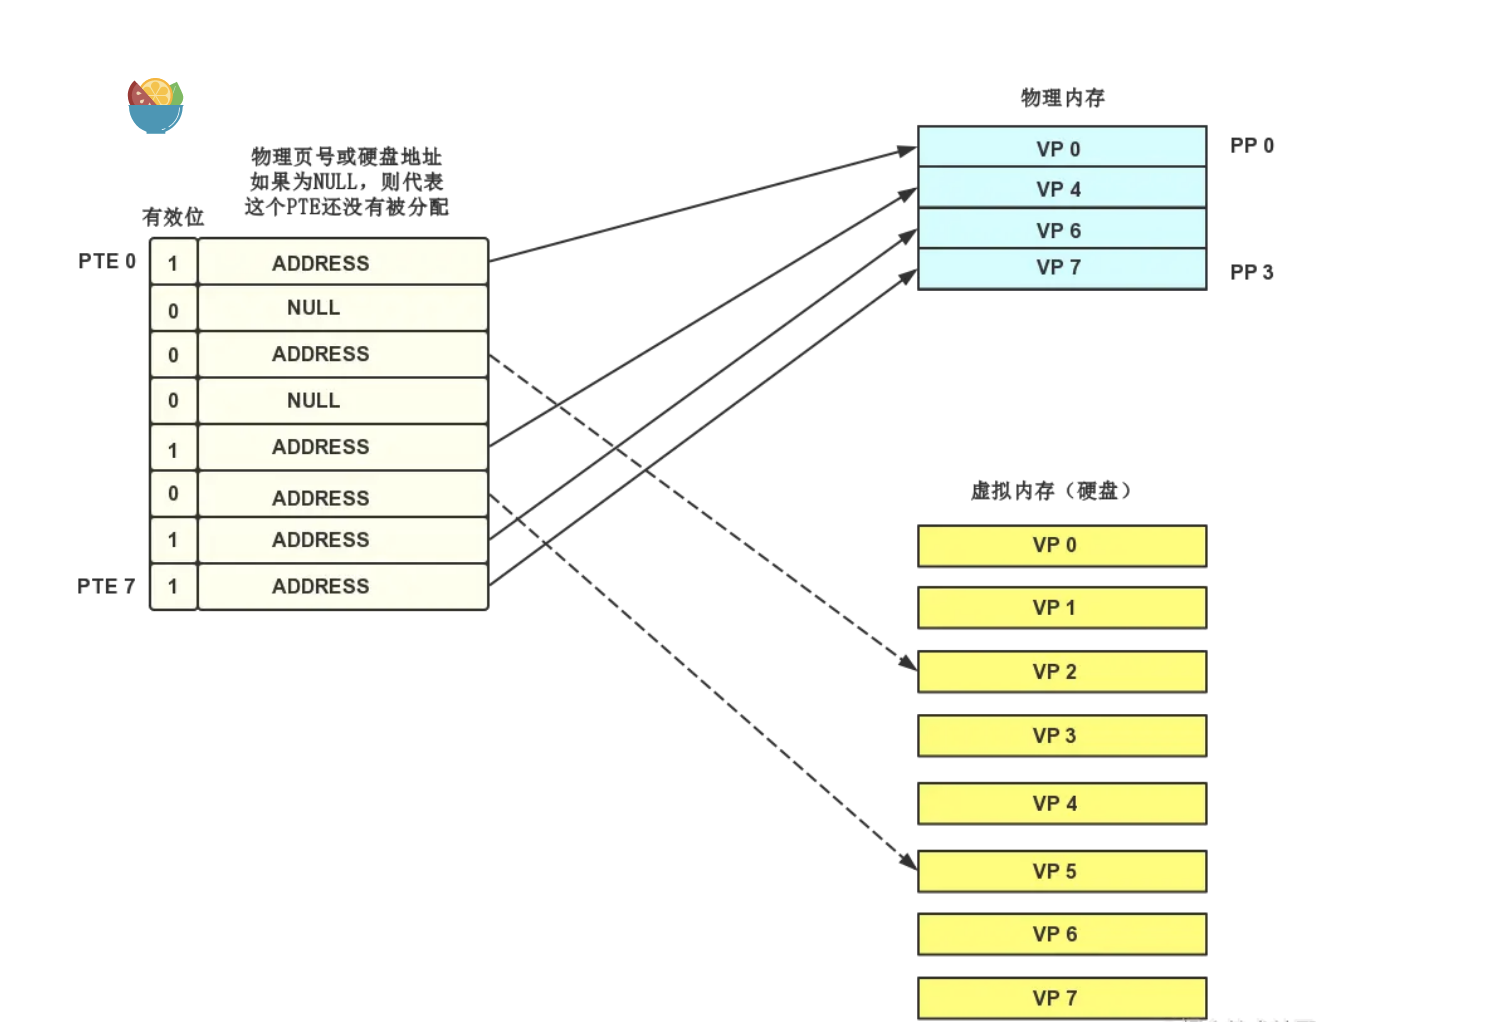 物理内存
VP 0
PP 0
VP 4
VP 6
VP 7
PP 3
物理页号或硬盘地址
如果为NULL，则代表
这个PTE还没有被分配
有效位
PTE 0
1
ADDRESS
0
NULL
0
ADDRESS
0
NULL
1
ADDRESS
0
ADDRESS
1
ADDRESS
PTE 7
1
ADDRESS
虚拟内存（硬盘）
VP 0
VP 1
VP 2
VP 3
VP 4
VP 5
VP 6
VP 7